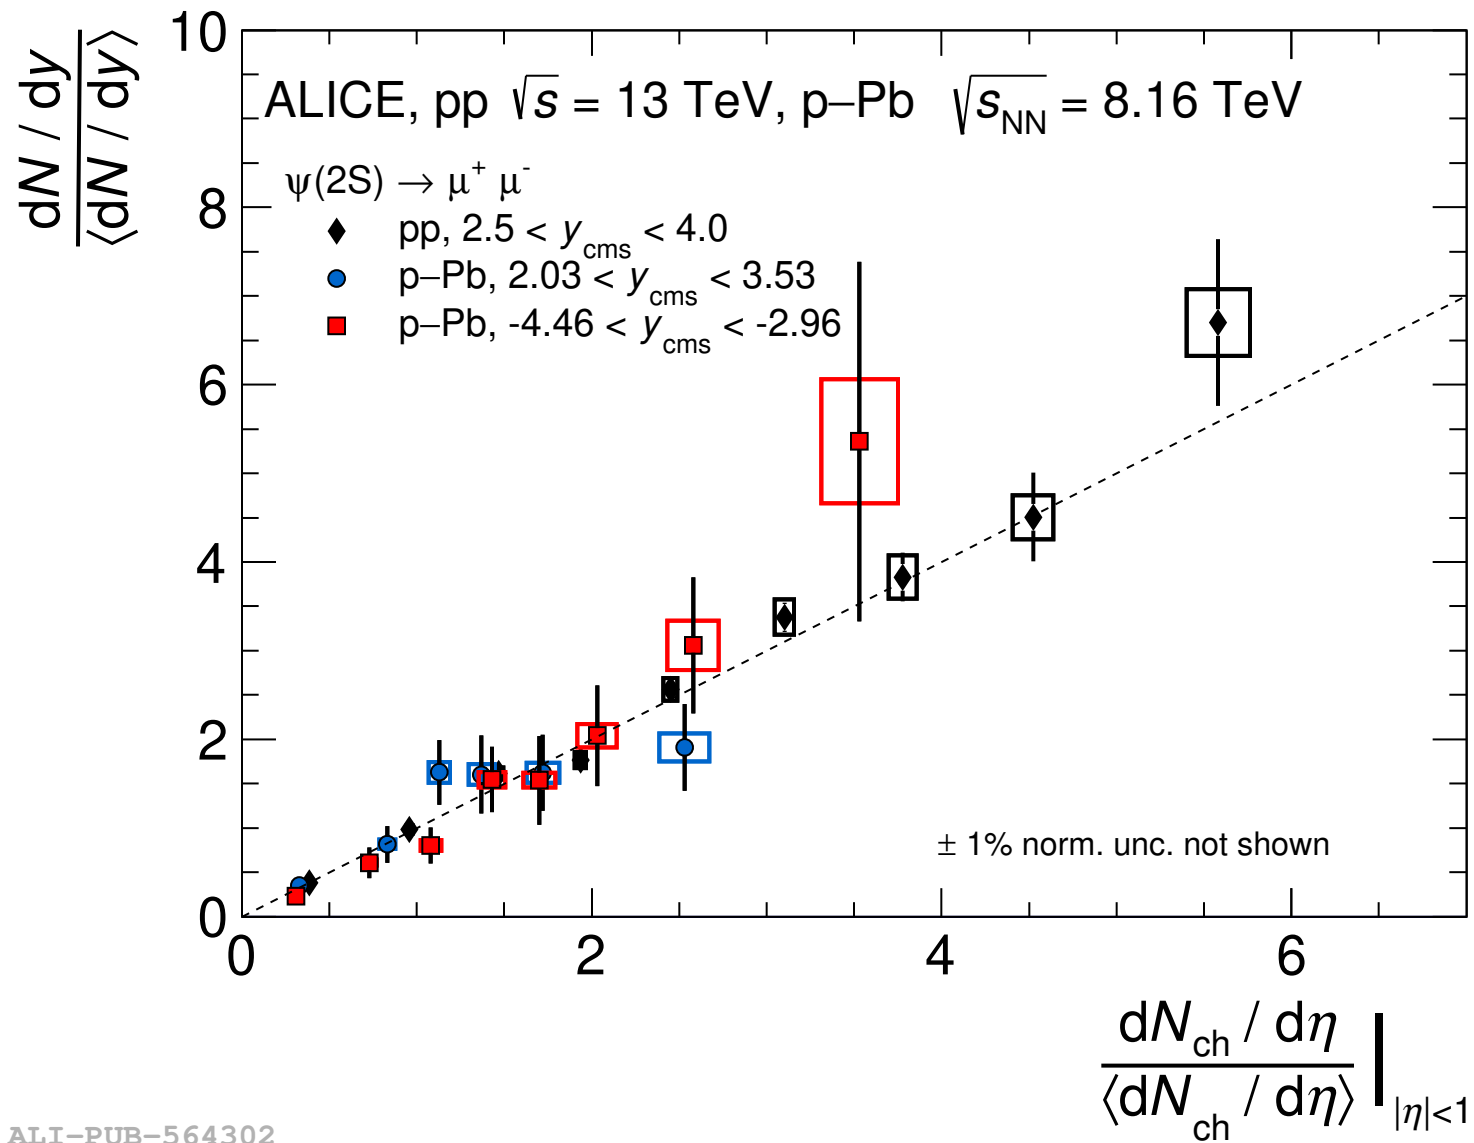 dN / dy
⟨dN / dy⟩
10
8
6
4
2
0
ALICE, pp √s = 13 TeV, p−Pb √sNN = 8.16 TeV
ψ(2S) → μ+ μ-
pp, 2.5 < ycms < 4.0
p−Pb, 2.03 < ycms < 3.53
p−Pb, -4.46 < ycms < -2.96
± 1% norm. unc. not shown
0 2 4 6
dNch / dη
⟨dNch / dη⟩ |η|<1
ALI−PUB−564302